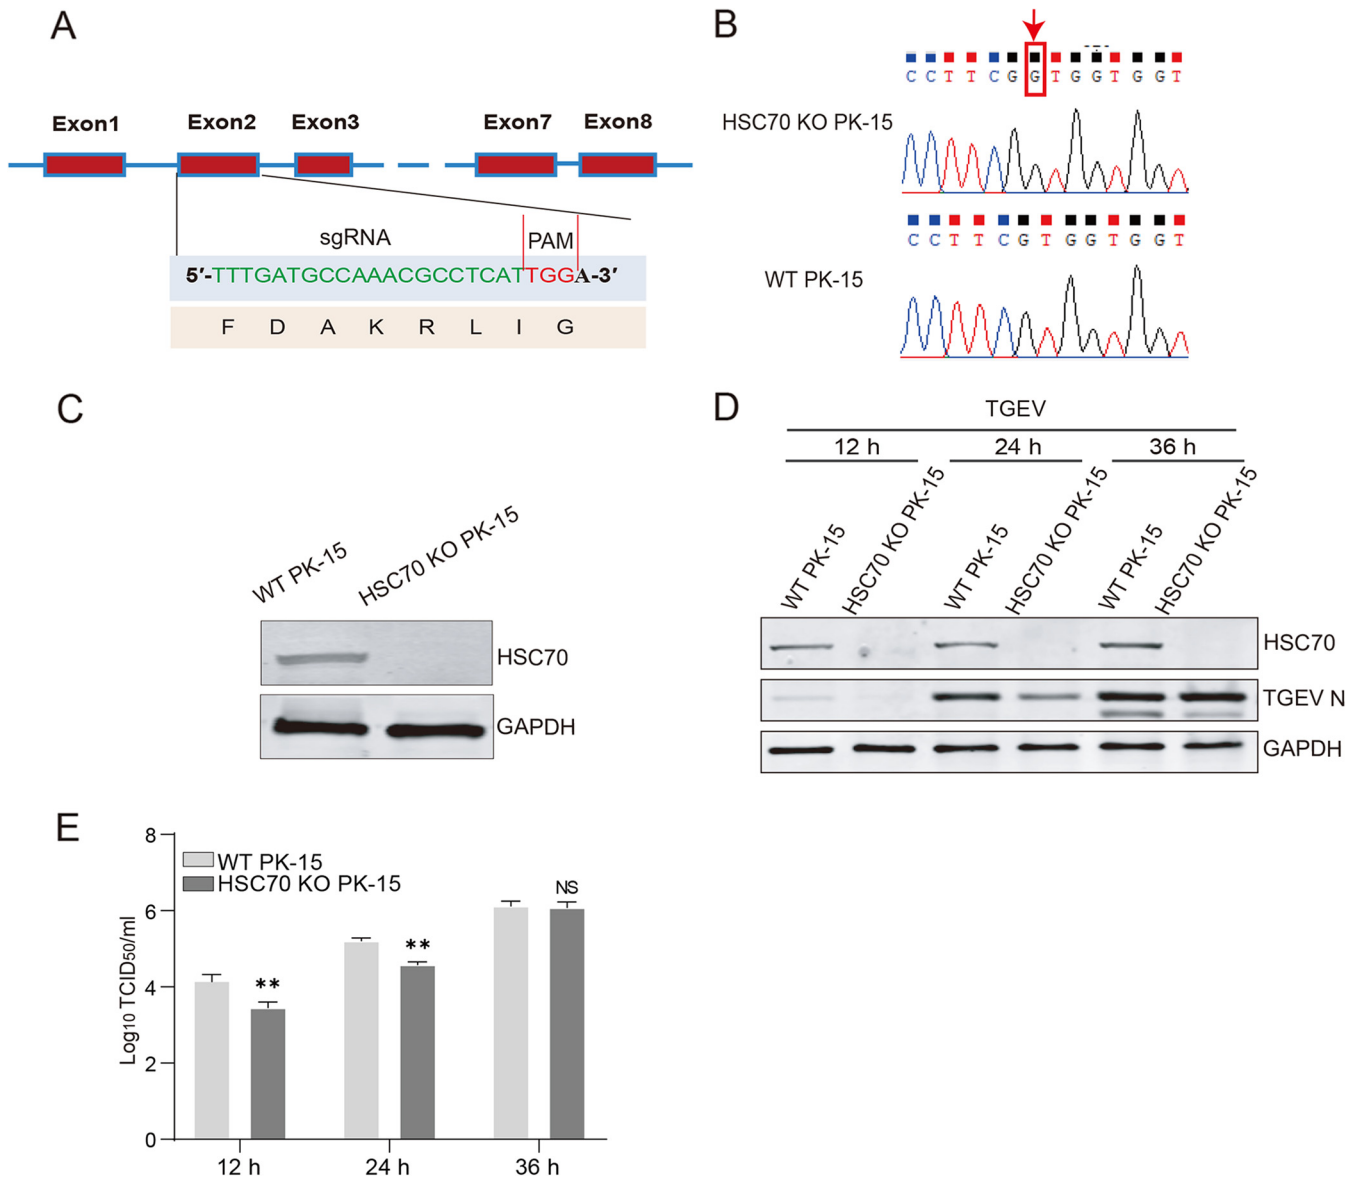 A
Exon1 Exon2 Exon3 Exon7 Exon8
sgRNA PAM
5′-TTTGATGCCAAACGCCTCATTGGA-3′
F D A K R L I G
B
C C T T C G G T G G T G G T
HSC70 KO PK-15
C C T T C G T G G T G G T
WT PK-15
C
WT PK-15
HSC70 KO PK-15
HSC70
GAPDH
D
TGEV
12 h 24 h 36 h
WT PK-15
HSC70 KO PK-15
WT PK-15
HSC70 KO PK-15
WT PK-15
HSC70 KO PK-15
HSC70
TGEV N
GAPDH
E
Log10 TCID50/ml
8
6
4
2
0
WT PK-15
HSC70 KO PK-15
**
**
NS
12 h 24 h 36 h